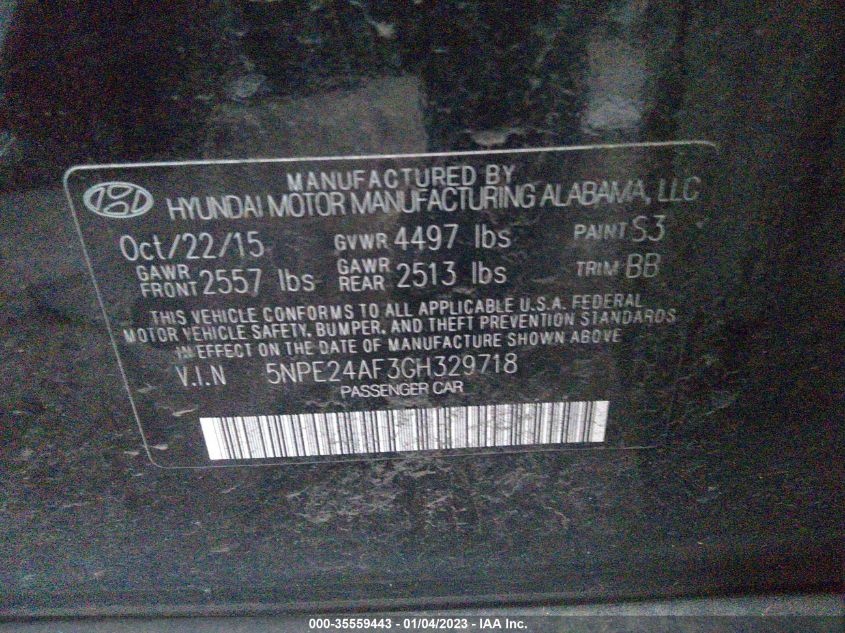 MANUFACTURED BY
HYUNDAI MOTOR MANUFACTURING ALABAMA, LLC
Oct/22/15 GVWR 4497 lbs PAINT S3
GAWR FRONT 2557 lbs GAWR REAR 2513 lbs TRIM BB
THIS VEHICLE CONFORMS TO ALL APPLICABLE U.S.A. FEDERAL
MOTOR VEHICLE SAFETY, BUMPER, AND THEFT PREVENTION STANDARDS
IN EFFECT ON THE DATE OF MANUFACTURE SHOWN ABOVE
V.I.N 5NPE24AF3GH329718
PASSENGER CAR
000-35559443 - 01/04/2023 - IAA Inc.